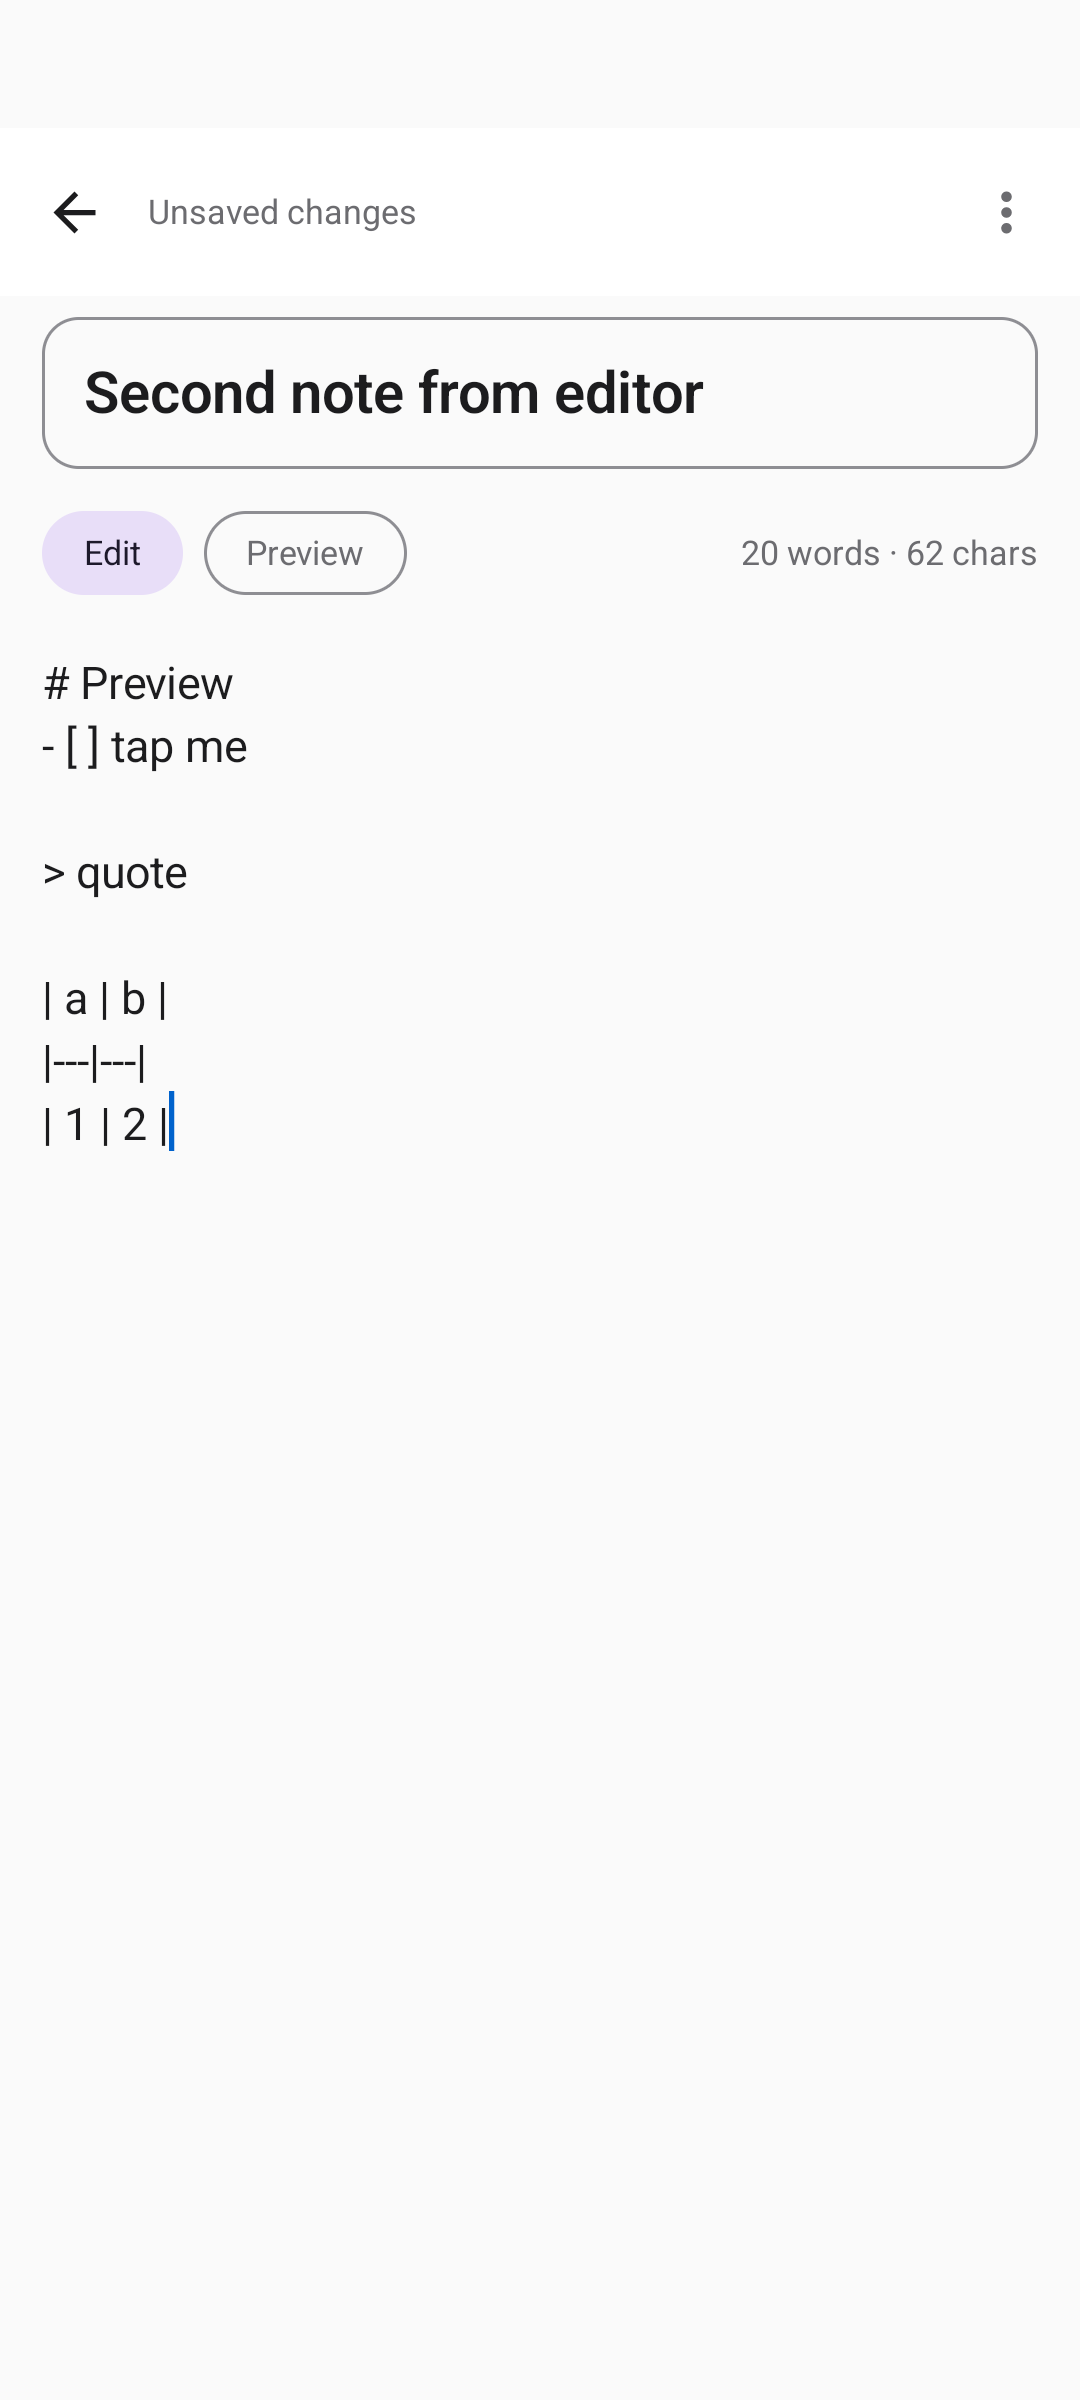 Unsaved changes
Second note from editor
Edit
Preview
20 words · 62 chars
# Preview
- [ ] tap me
> quote
| a | b |
|---|---|
| 1 | 2 |